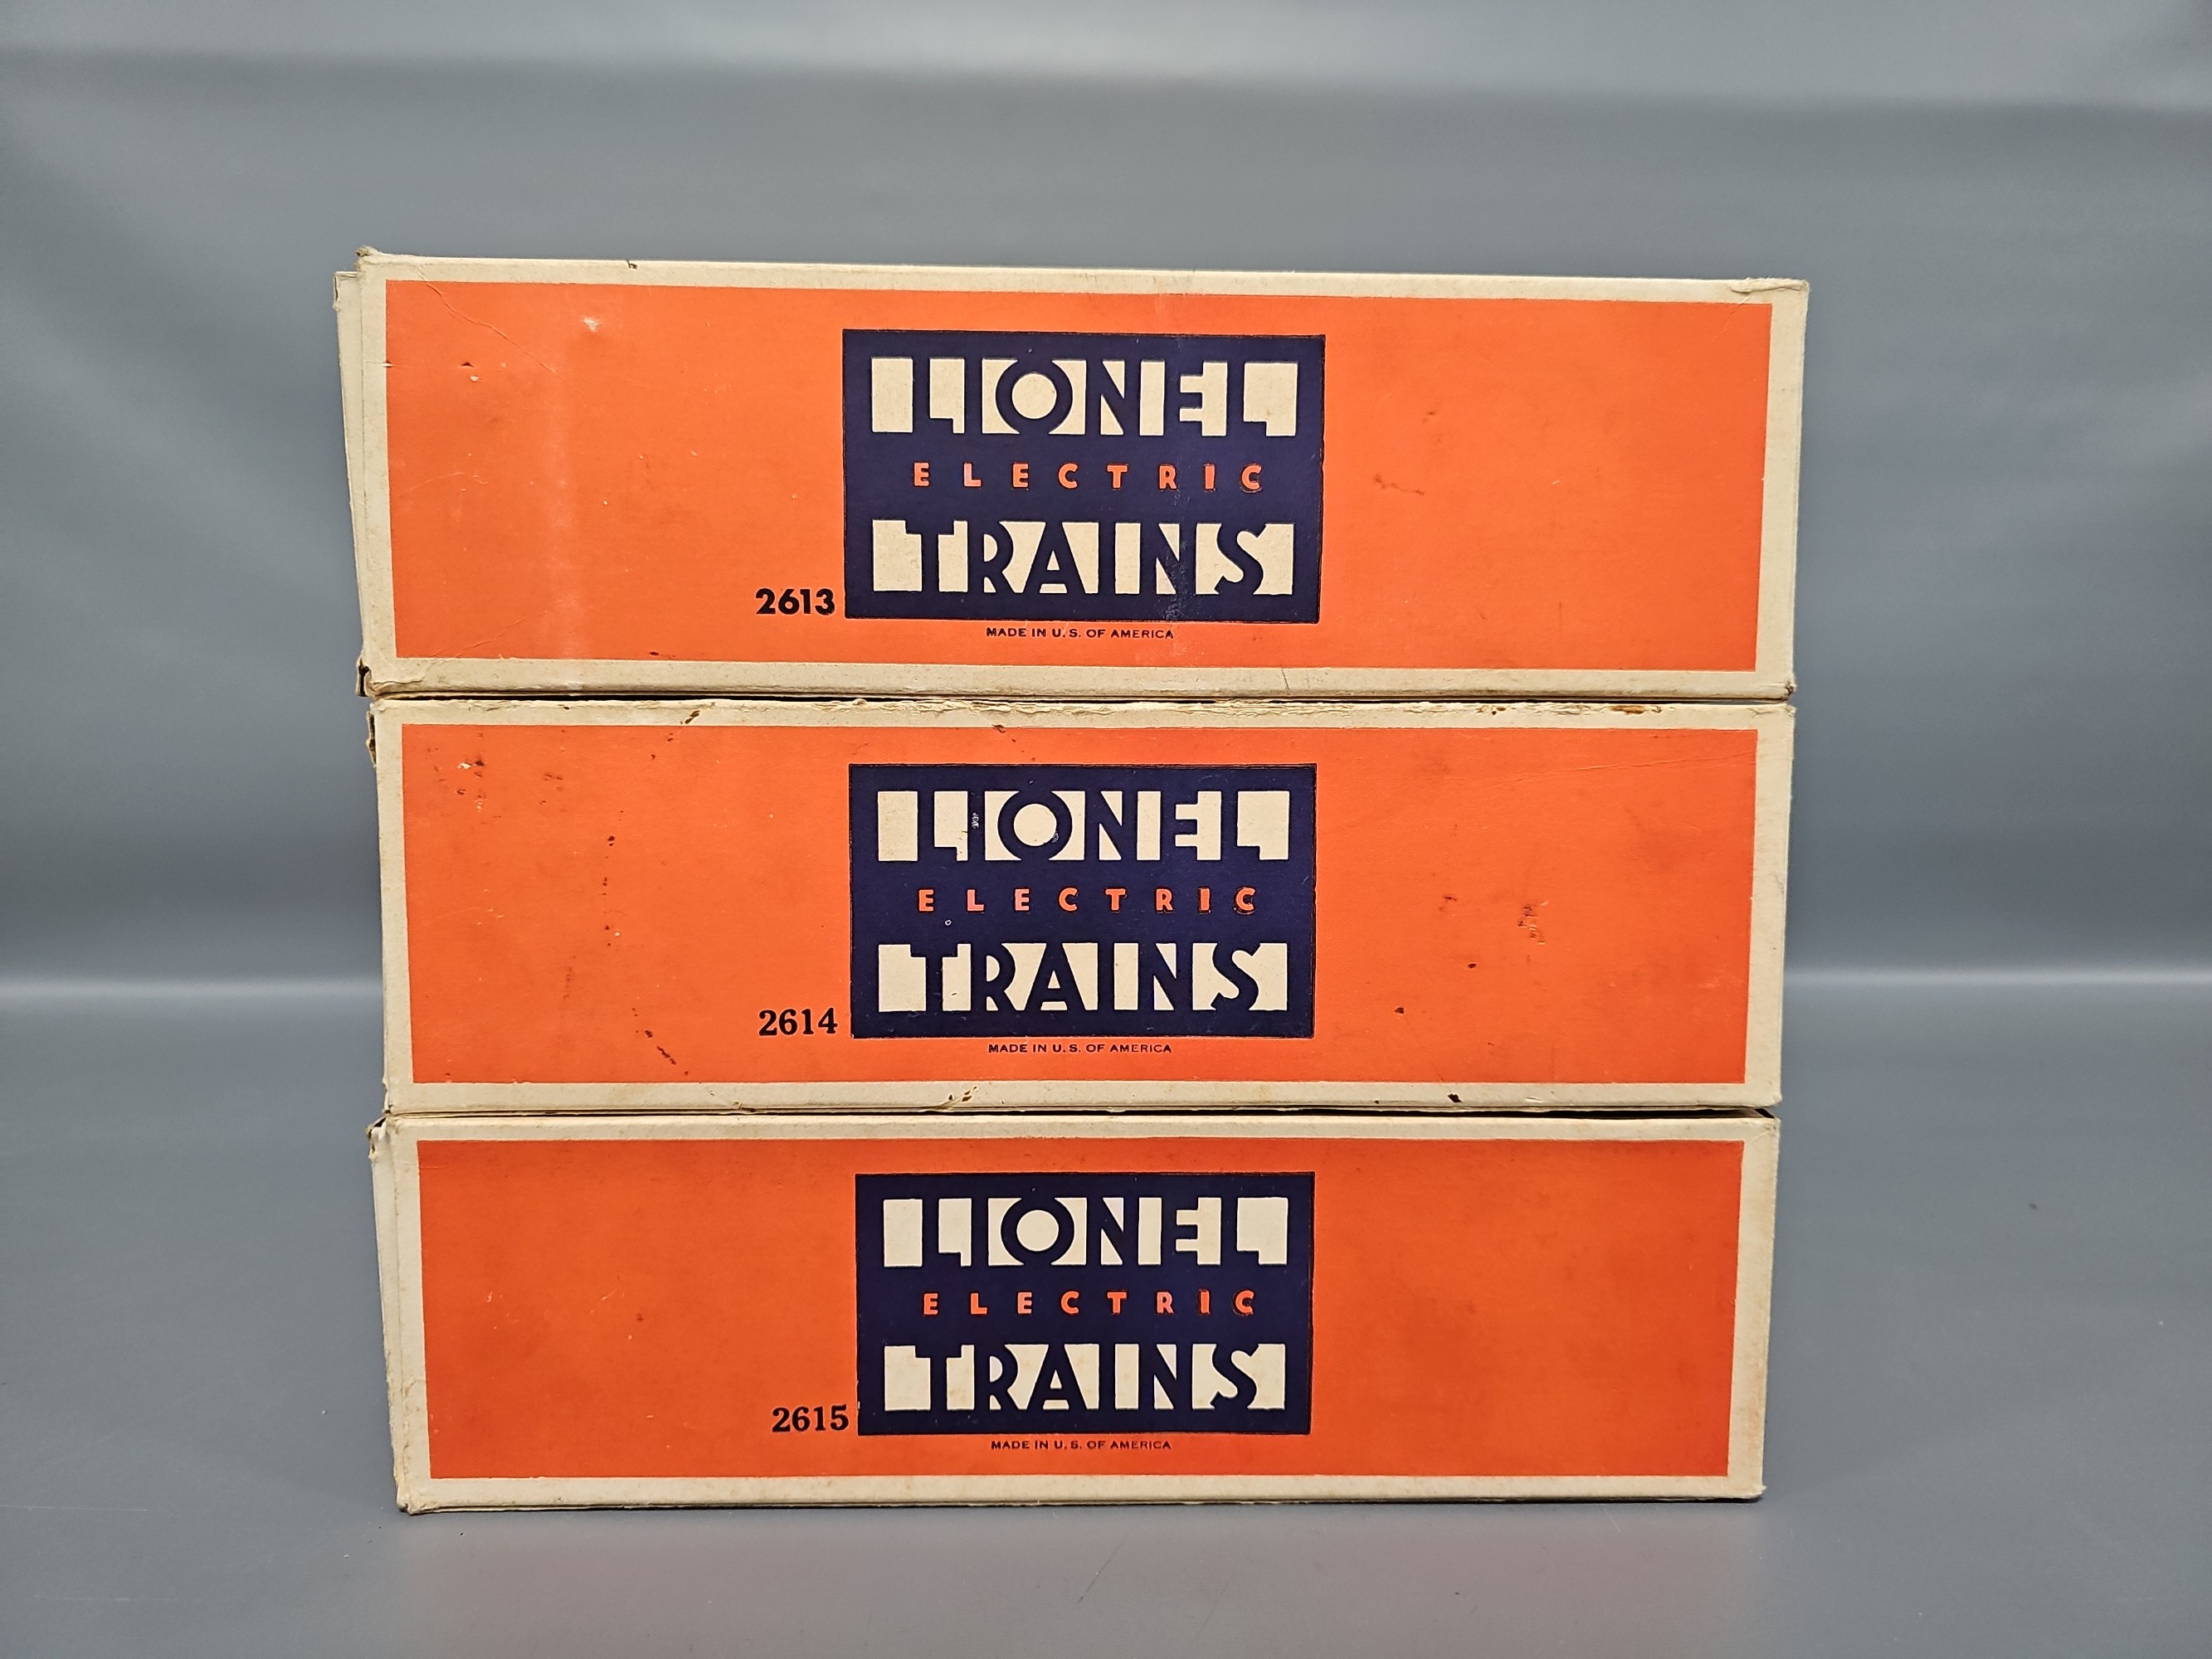 LIONEL
ELECTRIC
TRAINS
2613
MADE IN U.S. OF AMERICA
LIONEL
ELECTRIC
TRAINS
2614
MADE IN U.S. OF AMERICA
LIONEL
ELECTRIC
TRAINS
2615
MADE IN U.S. OF AMERICA